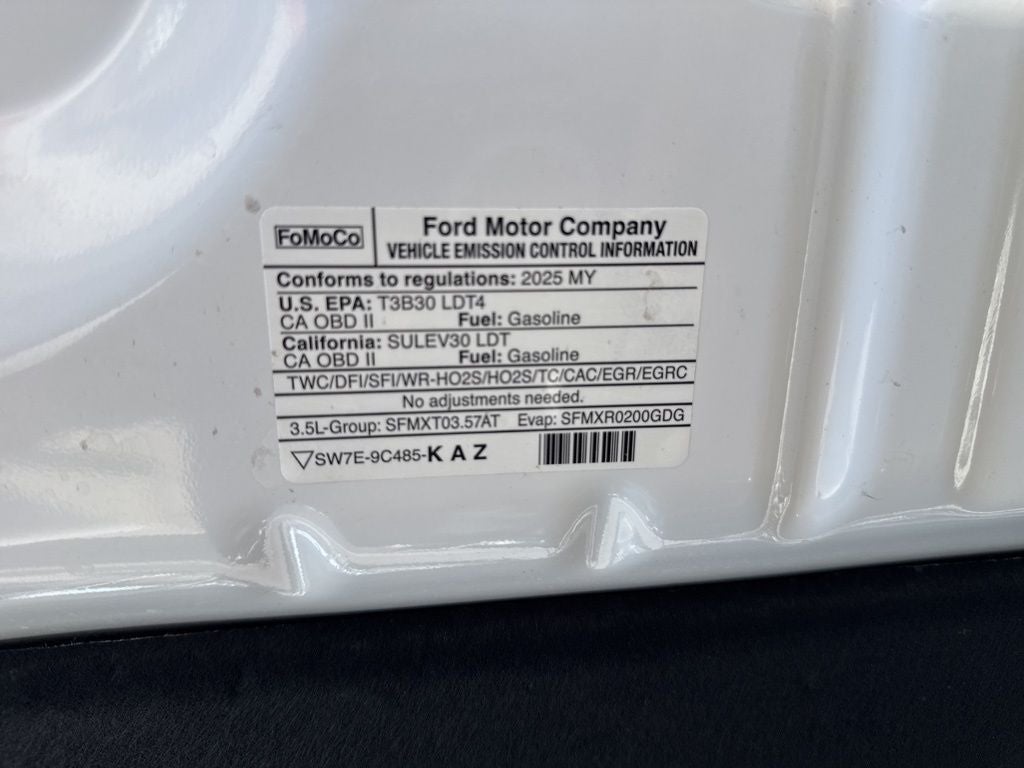 FoMoCo
Ford Motor Company
VEHICLE EMISSION CONTROL INFORMATION
Conforms to regulations: 2025 MY
U.S. EPA: T3B30 LDT4
CA OBD II Fuel: Gasoline
California: SULEV30 LDT
CA OBD II Fuel: Gasoline
TWC/DFI/SFI/WR-HO2S/HO2S/TC/CAC/EGR/EGRC
No adjustments needed.
3.5L-Group: SFMXT03.57AT Evap: SFMXR0200GDG
SW7E-9C485-K A Z